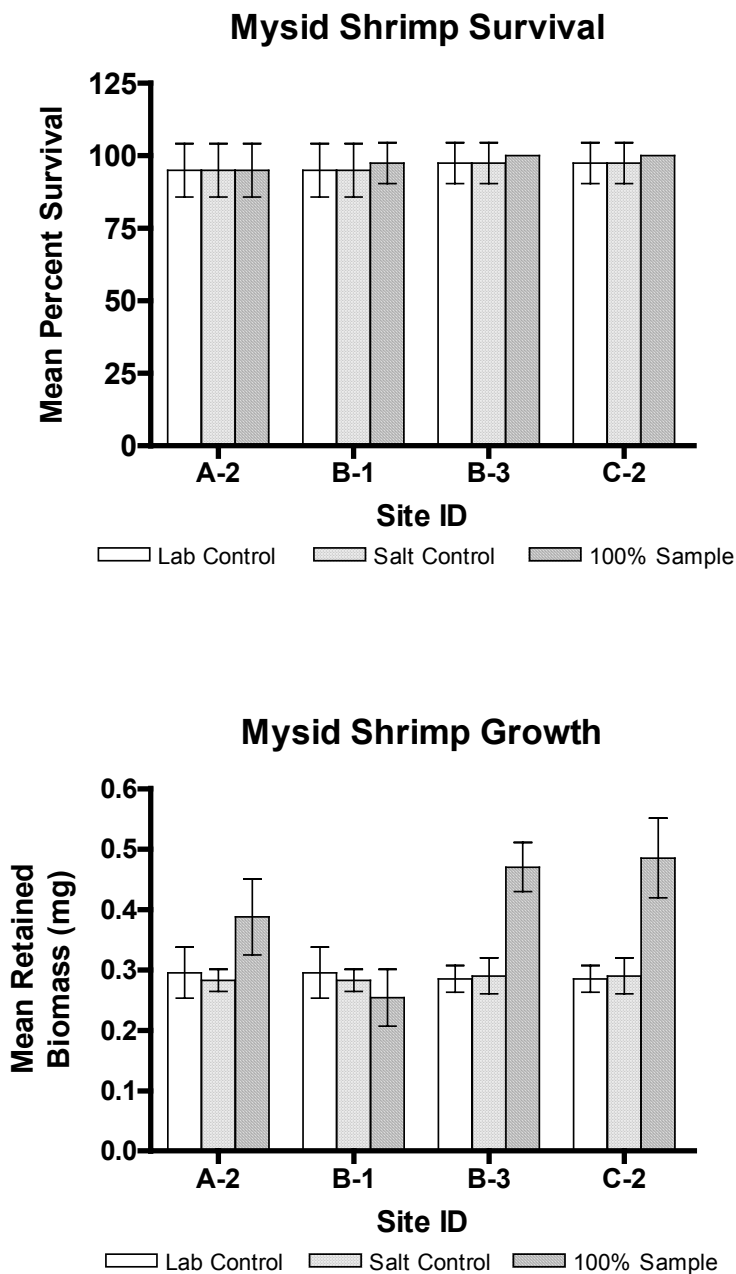 Mysid Shrimp Survival
125
100
75
50
25
0
Mean Percent Survival
A-2 B-1 B-3 C-2
Site ID
Lab Control Salt Control 100% Sample
Mysid Shrimp Growth
0.6
0.5
0.4
0.3
0.2
0.1
0.0
Mean Retained
Biomass (mg)
A-2 B-1 B-3 C-2
Site ID
Lab Control Salt Control 100% Sample